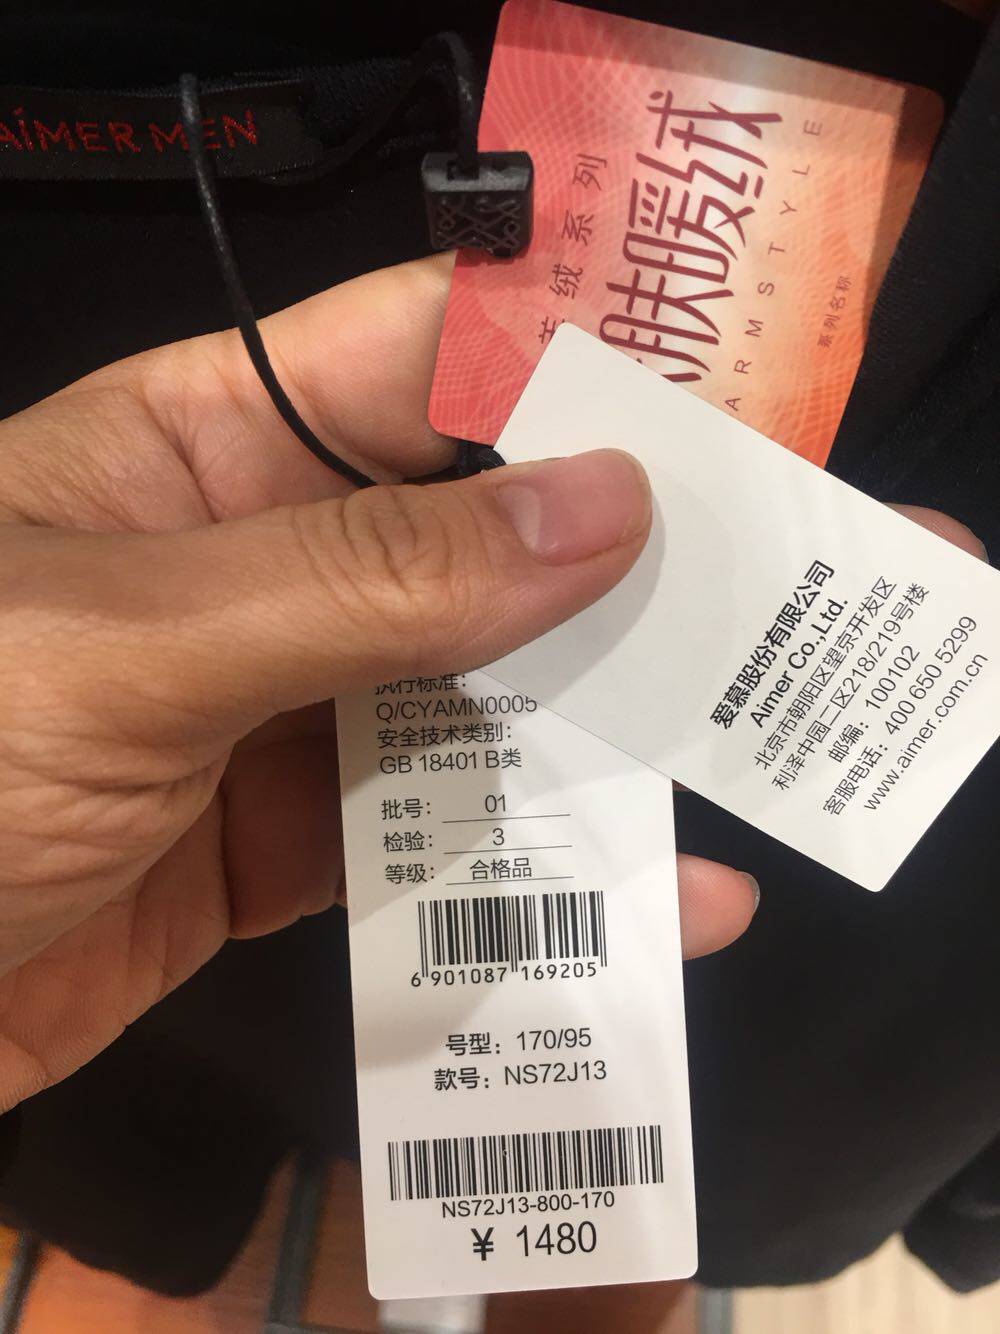 AiMER MEN
肤暖绒
羊绒系列
WARMSTYLE
系列名称
爱慕股份有限公司
Aimer Co.,Ltd.
北京市朝阳区望京开发区
利泽中园二区218/219号楼
邮编：100102
客服电话：400 650 5299
www.aimer.com.cn
执行标准：
Q/CYAMN0005
安全技术类别：
GB 18401 B类
批号： 01
检验： 3
等级： 合格品
6 901087 169205
号型：170/95
款号：NS72J13
NS72J13-800-170
¥ 1480